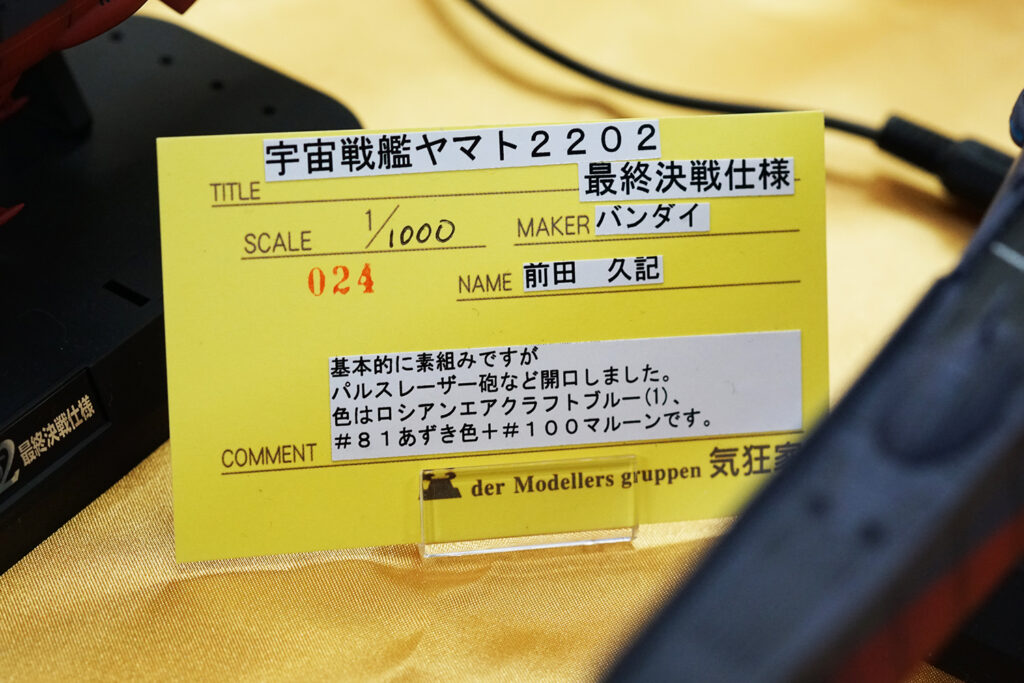 宇宙戦艦ヤマト２２０２
TITLE 最終決戦仕様
SCALE 1/1000 MAKER バンダイ
024 NAME 前田　久記
基本的に素組みですが
パルスレーザー砲など開口しました。
色はロシアンエアクラフトブルー(1)、
＃８１あずき色＋＃１００マルーンです。
COMMENT
der Modellers gruppen 気狂
2 最終決戦仕様